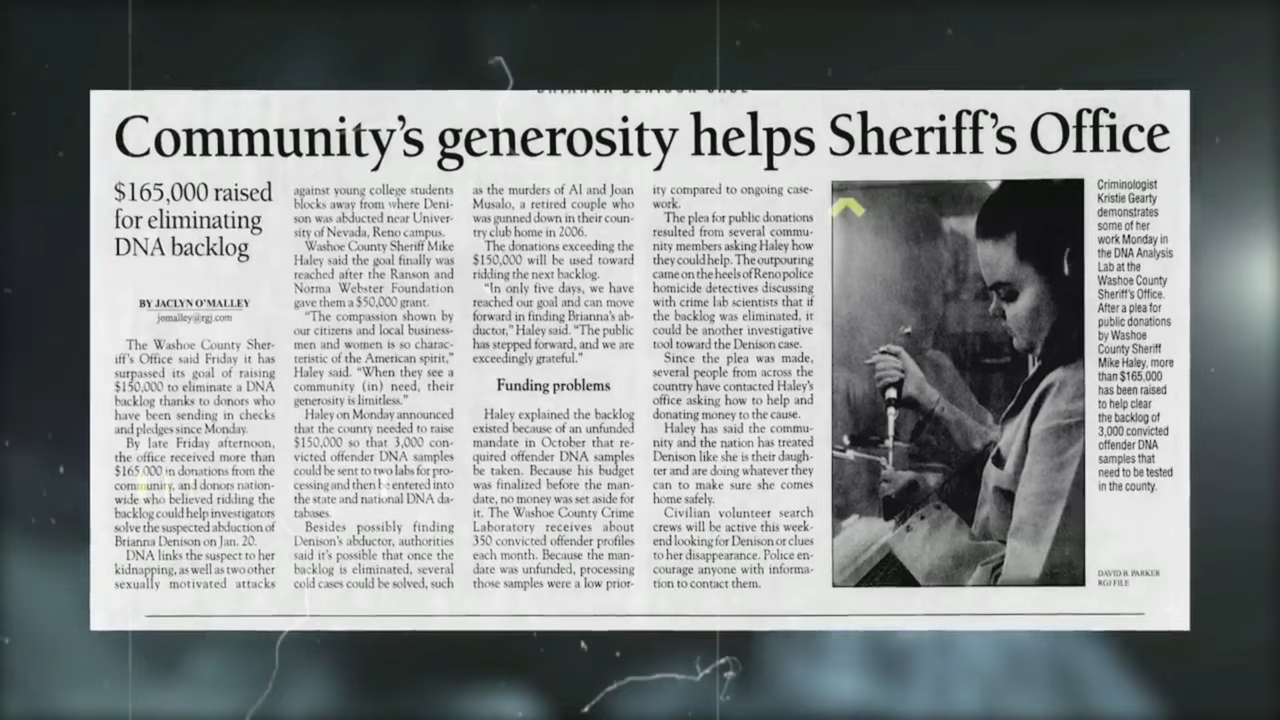 BRIANNA DENISON CASE
Community's generosity helps Sheriff's Office
$165,000 raised
for eliminating
DNA backlog
BY JACLYN O'MALLEY
jomalley@rgj.com
The Washoe County Sher-
iff's Office said Friday it has
surpassed its goal of raising
$150,000 to eliminate a DNA
backlog thanks to donors who
have been sending in checks
and pledges since Monday.
By late Friday afternoon,
the office received more than
$165,000 in donations from the
community, and donors nation-
wide who believed ridding the
backlog could help investigators
solve the suspected abduction of
Brianna Denison on Jan. 20.
DNA links the suspect to her
kidnapping, as well as two other
sexually motivated attacks
against young college students
blocks away from where Deni-
son was abducted near Univer-
sity of Nevada, Reno campus.
Washoe County Sheriff Mike
Haley said the goal finally was
reached after the Ranson and
Norma Webster Foundation
gave them a $50,000 grant.
"The compassion shown by
our citizens and local business-
men and women is so charac-
teristic of the American spirit,"
Haley said. "When they see a
community (in) need, their
generosity is limitless."
Haley on Monday announced
that the county needed to raise
$150,000 so that 3,000 con-
victed offender DNA samples
could be sent to two labs for pro-
cessing and then be entered into
the state and national DNA da-
tabases.
Besides possibly finding
Denison's abductor, authorities
said it's possible that once the
backlog is eliminated, several
cold cases could be solved, such
as the murders of Al and Joan
Musalo, a retired couple who
was gunned down in their coun-
try club home in 2006.
The donations exceeding the
$150,000 will be used toward
ridding the next backlog.
"In only five days, we have
reached our goal and can move
forward in finding Brianna's ab-
ductor," Haley said. "The public
has stepped forward, and we are
exceedingly grateful."
Funding problems
Haley explained the backlog
existed because of an unfunded
mandate in October that re-
quired offender DNA samples
be taken. Because his budget
was finalized before the man-
date, no money was set aside for
it. The Washoe County Crime
Laboratory receives about
350 convicted offender profiles
each month. Because the man-
date was unfunded, processing
those samples were a low prior-
ity compared to ongoing case-
work.
The plea for public donations
resulted from several commu-
nity members asking Haley how
they could help. The outpouring
came on the heels of Reno police
homicide detectives discussing
with crime lab scientists that if
the backlog was eliminated, it
could be another investigative
tool toward the Denison case.
Since the plea was made,
several people from across the
country have contacted Haley's
office asking how to help and
donating money to the cause.
Haley has said the commu-
nity and the nation has treated
Denison like she is their daugh-
ter and are doing whatever they
can to make sure she comes
home safely.
Civilian volunteer search
crews will be active this week-
end looking for Denison or clues
to her disappearance. Police en-
courage anyone with informa-
tion to contact them.
Criminologist
Kristie Gearty
demonstrates
some of her
work Monday in
the DNA Analysis
Lab at the
Washoe County
Sheriff's Office.
After a plea for
public donations
by Washoe
County Sheriff
Mike Haley, more
than $165,000
has been raised
to help clear
the backlog of
3,000 convicted
offender DNA
samples that
need to be tested
in the county.
DAVID B. PARKER
RGJ FILE